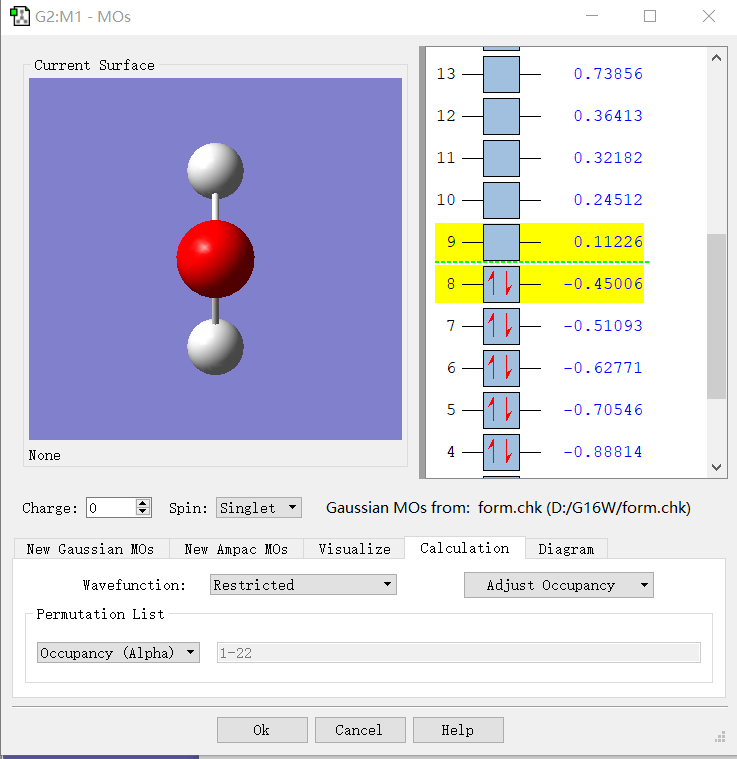 G2:M1 - MOs
Current Surface
None
13 0.73856
12 0.36413
11 0.32182
10 0.24512
9 0.11226
8 -0.45006
7 -0.51093
6 -0.62771
5 -0.70546
4 -0.88814
Charge: 0 Spin: Singlet Gaussian MOs from: form.chk (D:/G16W/form.chk)
New Gaussian MOs New Ampac MOs Visualize Calculation Diagram
Wavefunction: Restricted Adjust Occupancy
Permutation List
Occupancy (Alpha) 1-22
Ok Cancel Help